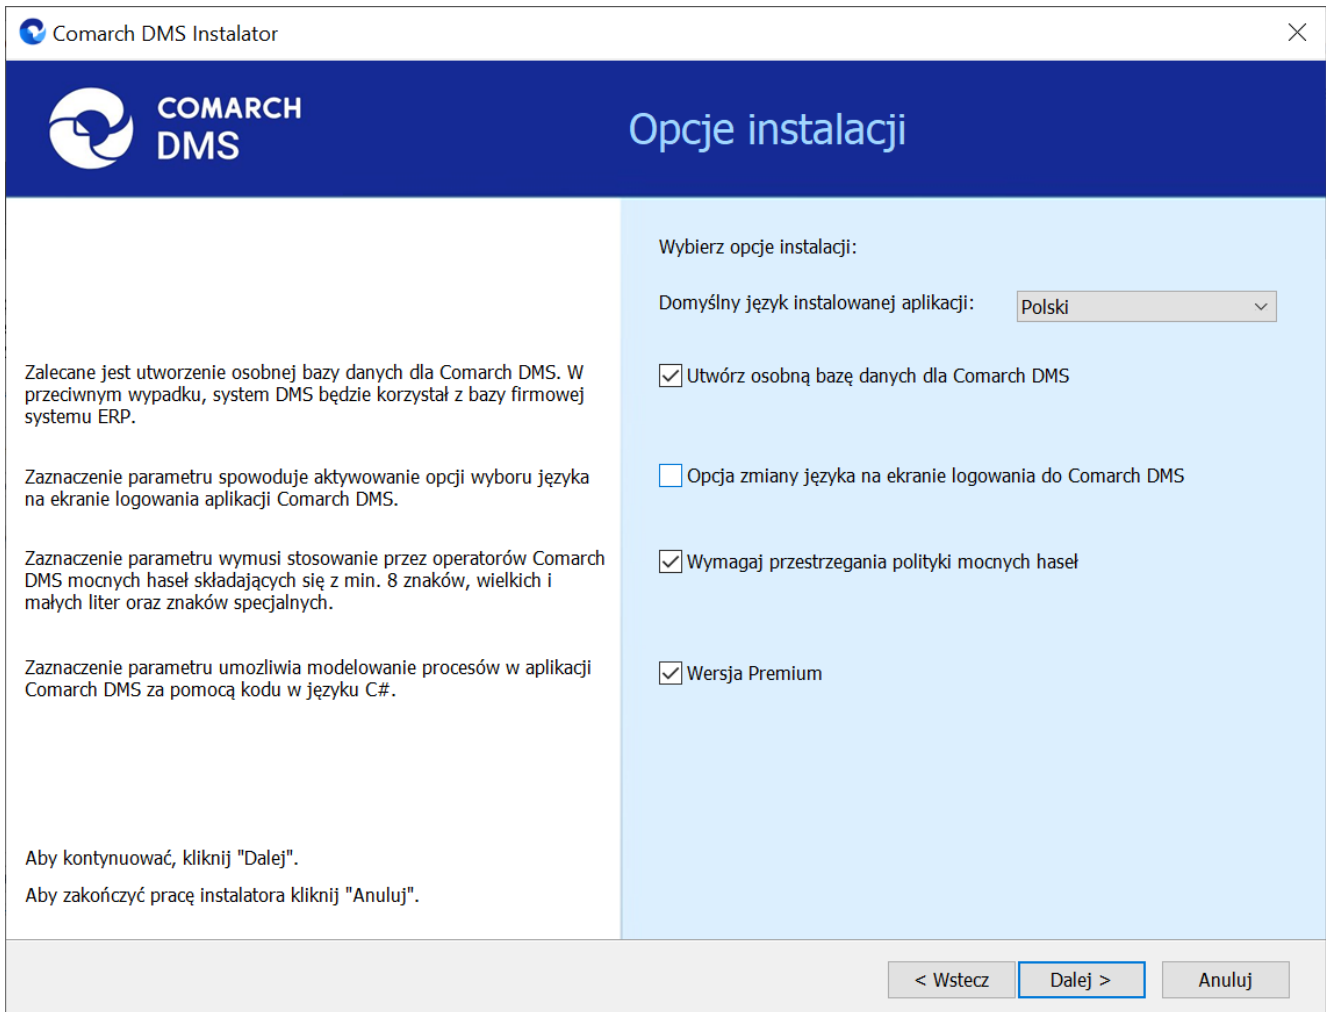 Comarch DMS Instalator
COMARCH
DMS
Opcje instalacji
Wybierz opcje instalacji:
Domyślny język instalowanej aplikacji:
Polski
Zalecane jest utworzenie osobnej bazy danych dla Comarch DMS. W
przeciwnym wypadku, system DMS będzie korzystał z bazy firmowej
systemu ERP.
Utwórz osobną bazę danych dla Comarch DMS
Zaznaczenie parametru spowoduje aktywowanie opcji wyboru języka
na ekranie logowania aplikacji Comarch DMS.
Opcja zmiany języka na ekranie logowania do Comarch DMS
Zaznaczenie parametru wymusi stosowanie przez operatorów Comarch
DMS mocnych haseł składających się z min. 8 znaków, wielkich i
małych liter oraz znaków specjalnych.
Wymagaj przestrzegania polityki mocnych haseł
Zaznaczenie parametru umozliwia modelowanie procesów w aplikacji
Comarch DMS za pomocą kodu w języku C#.
Wersja Premium
Aby kontynuować, kliknij "Dalej".
Aby zakończyć pracę instalatora kliknij "Anuluj".
< Wstecz
Dalej >
Anuluj